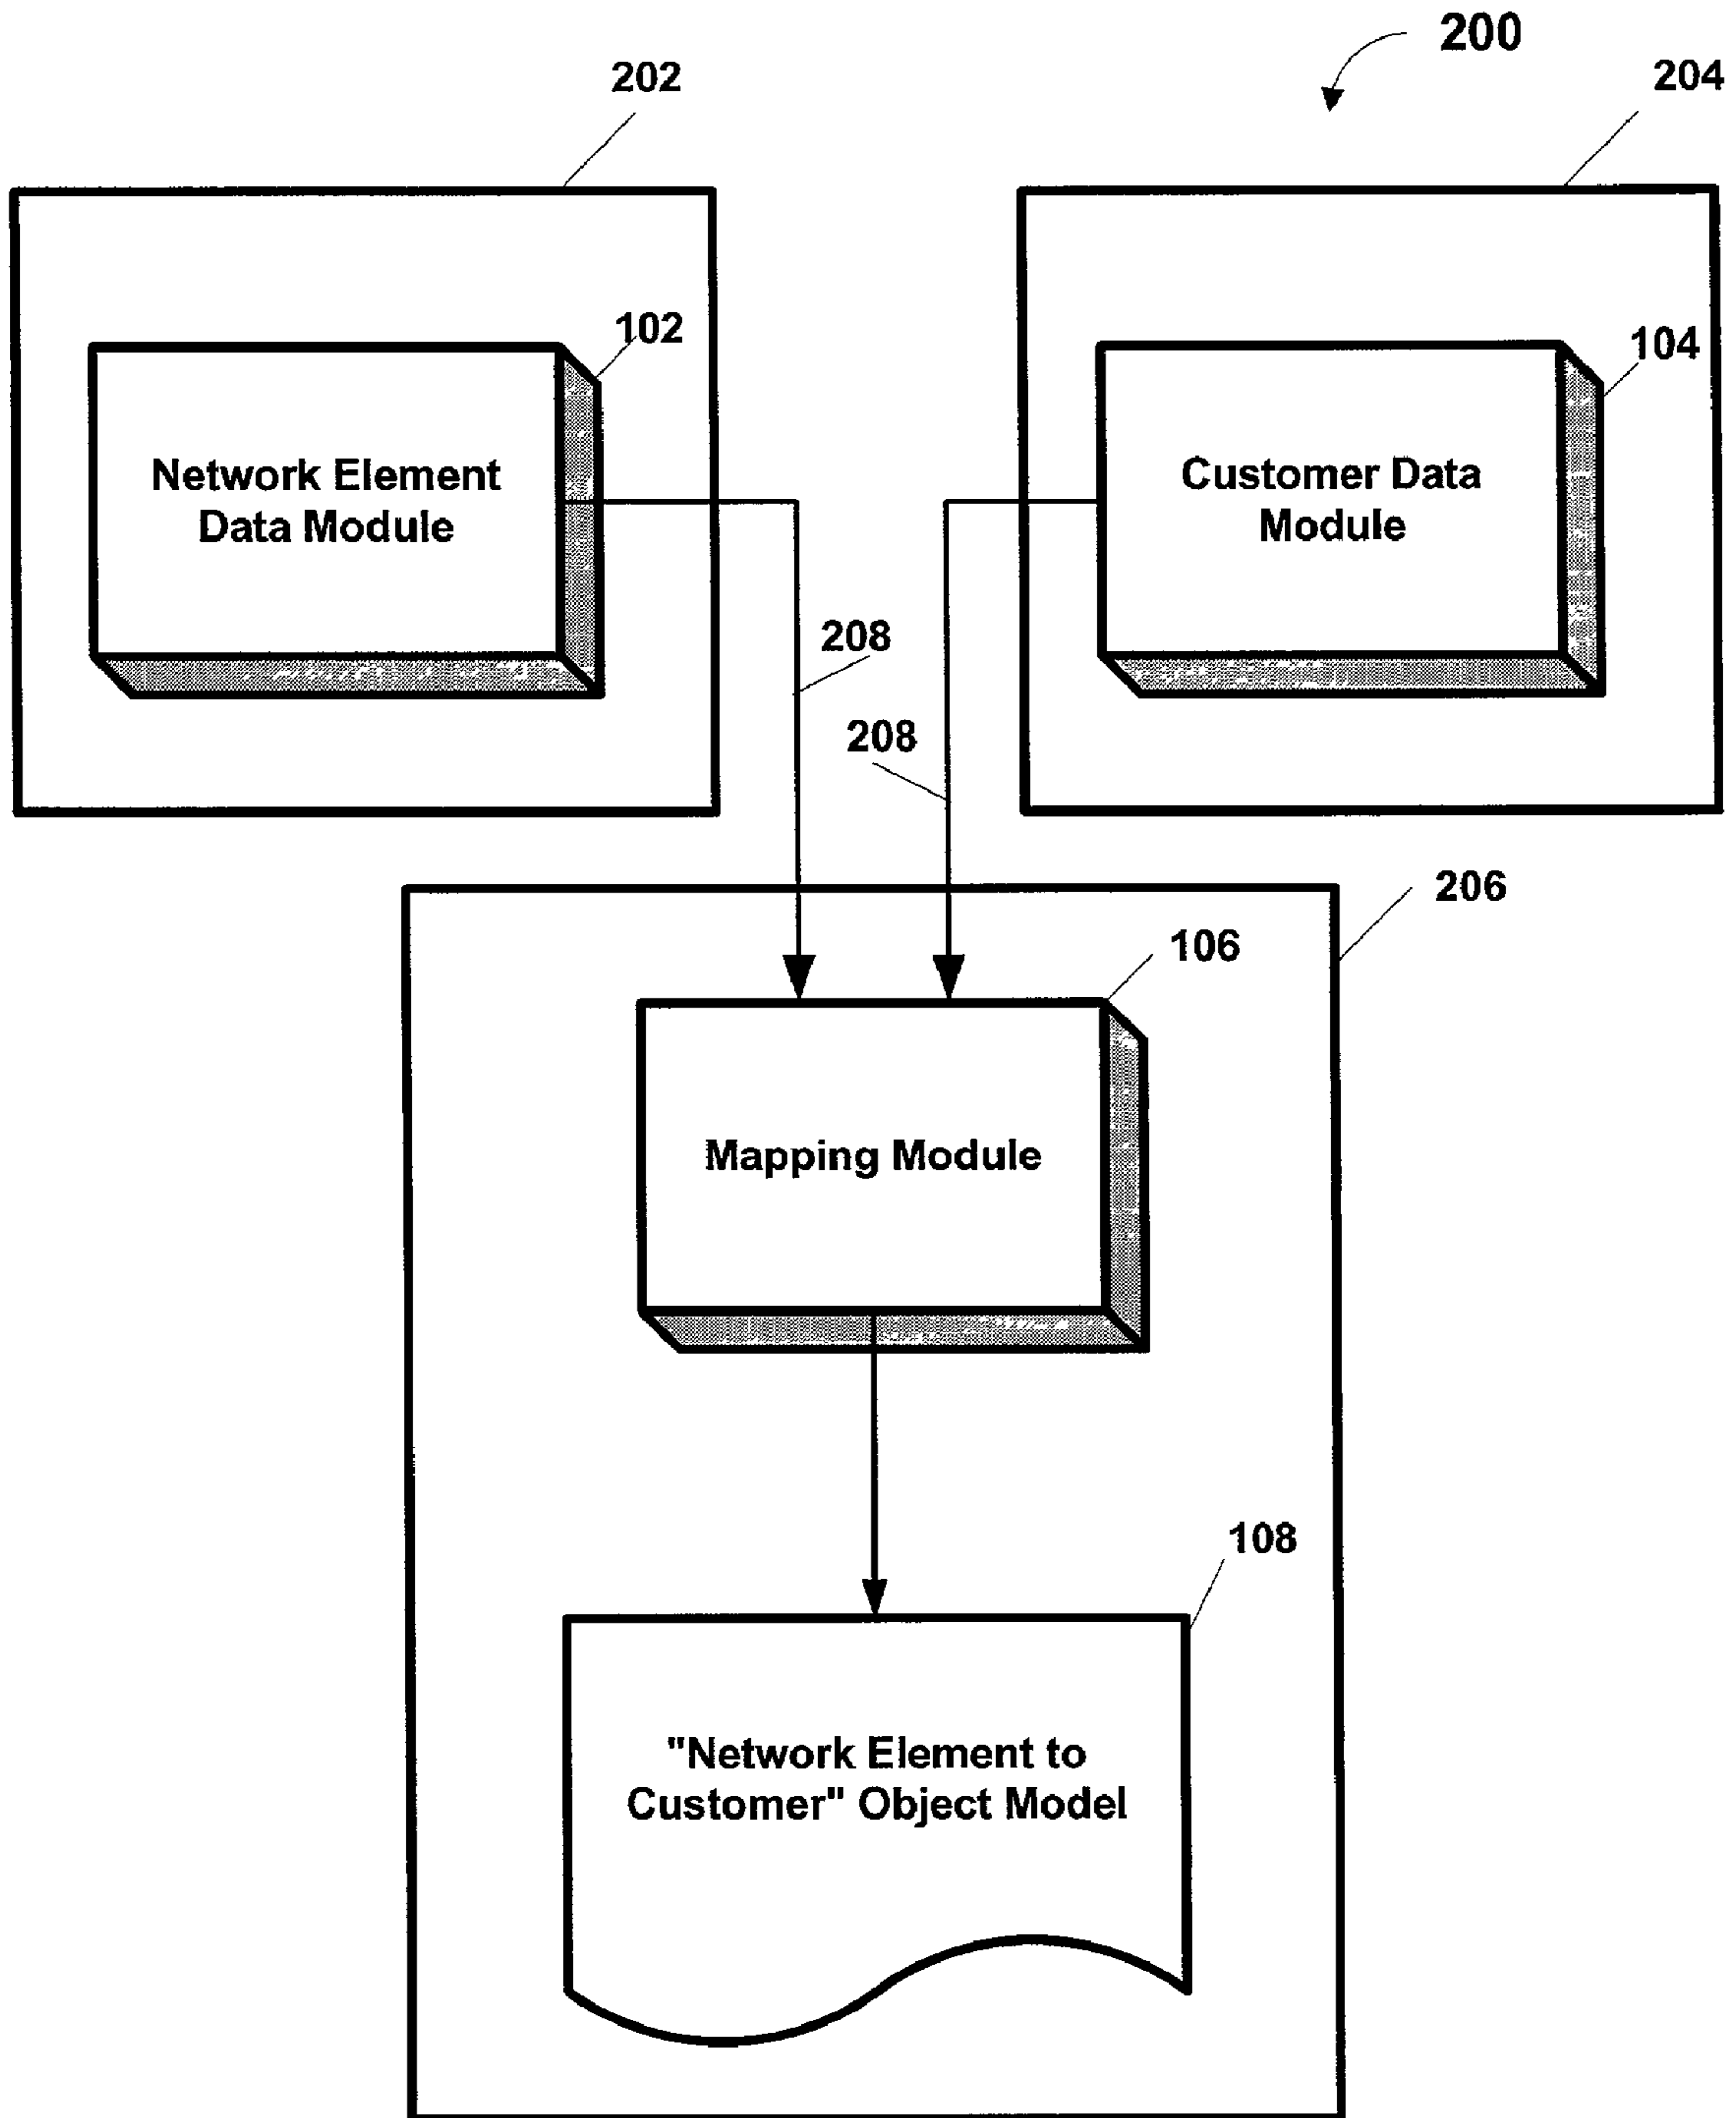 200
202
204
102
104
Network Element
Data Module
Customer Data
Module
208
208
206
106
Mapping Module
108
"Network Element to
Customer" Object Model